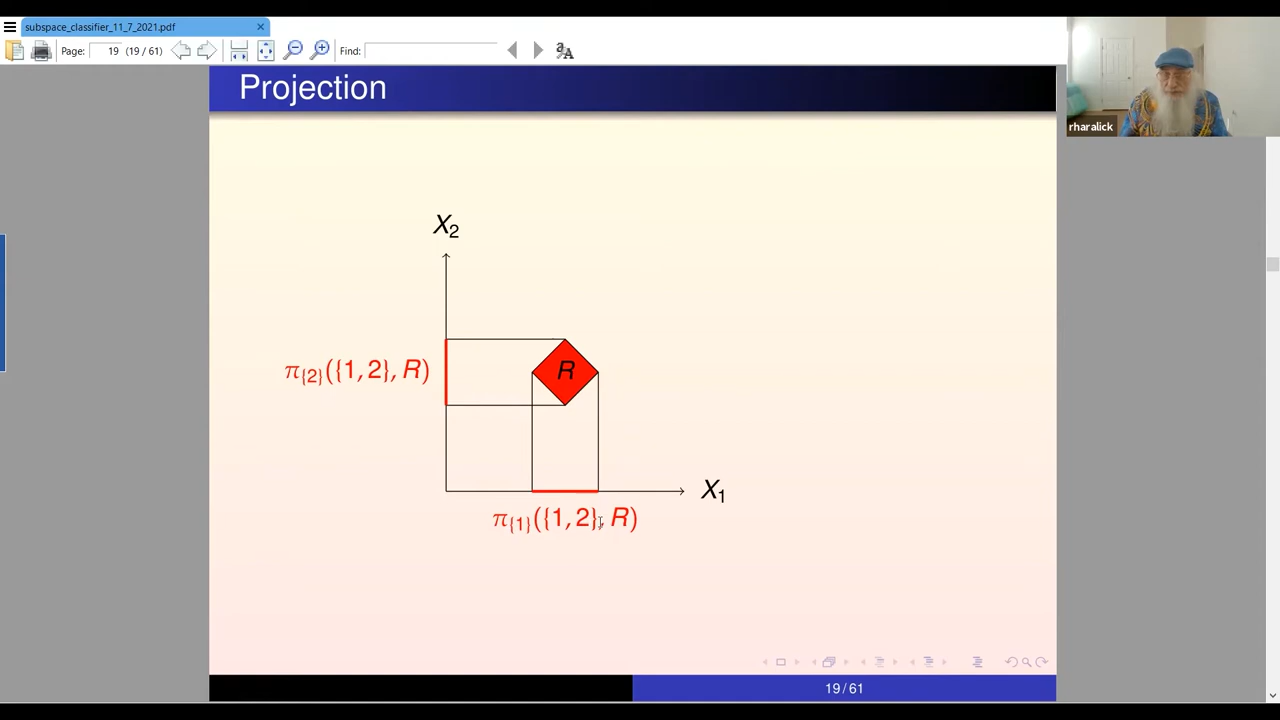 subspace_classifier_11_7_2021.pdf
Page: 19 (19 / 61) Find:
Projection
rharalick
X₂
π{2}({1, 2}, R)
R
X₁
π{1}({1, 2}, R)
19/61